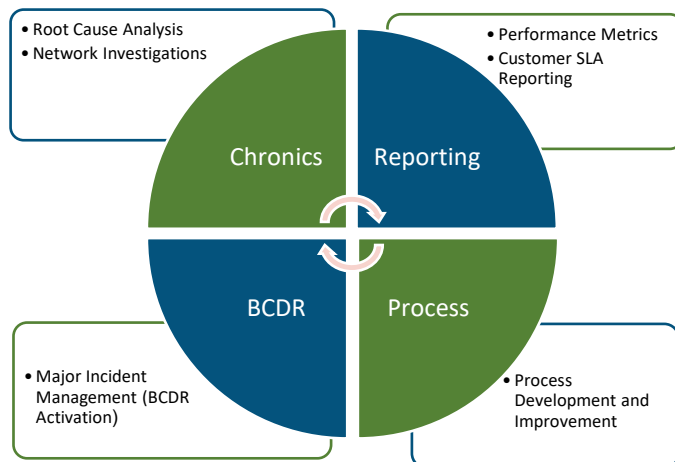 • Root Cause Analysis
• Network Investigations
• Performance Metrics
• Customer SLA
Reporting
Chronics
Reporting
BCDR
Process
• Major Incident
Management (BCDR
Activation)
• Process
Development and
Improvement